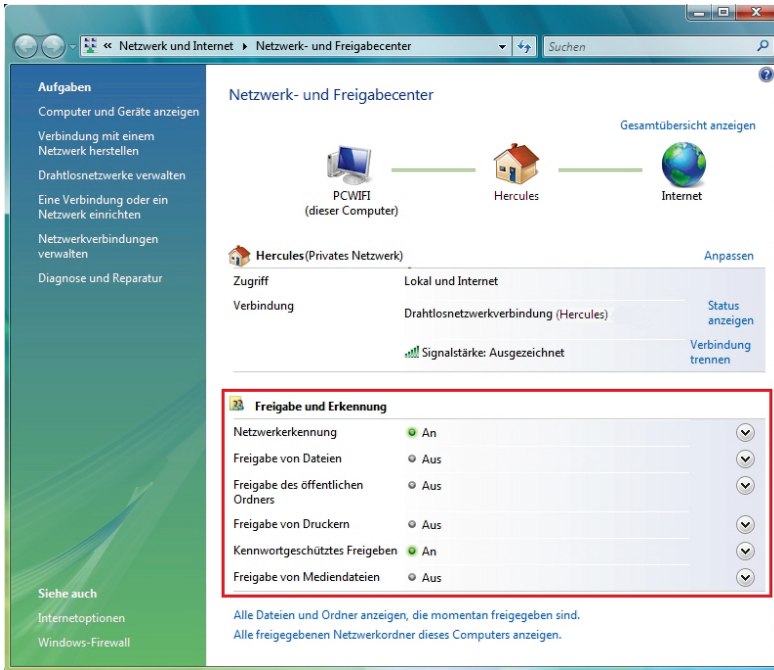 « Netzwerk und Internet ▸ Netzwerk- und Freigabecenter
Suchen
Aufgaben
Computer und Geräte anzeigen
Verbindung mit einem
Netzwerk herstellen
Drahtlosnetzwerke verwalten
Eine Verbindung oder ein
Netzwerk einrichten
Netzwerkverbindungen
verwalten
Diagnose und Reparatur
Siehe auch
Internetoptionen
Windows-Firewall
Netzwerk- und Freigabecenter
Gesamtübersicht anzeigen
PCWIFI
(dieser Computer)
Hercules
Internet
Hercules (Privates Netzwerk) Anpassen
Zugriff Lokal und Internet
Verbindung Drahtlosnetzwerkverbindung (Hercules) Status
anzeigen
Signalstärke: Ausgezeichnet Verbindung
trennen
Freigabe und Erkennung
Netzwerkerkennung An
Freigabe von Dateien Aus
Freigabe des öffentlichen Aus
Ordners
Freigabe von Druckern Aus
Kennwortgeschütztes Freigeben An
Freigabe von Mediendateien Aus
Alle Dateien und Ordner anzeigen, die momentan freigegeben sind.
Alle freigegebenen Netzwerkordner dieses Computers anzeigen.